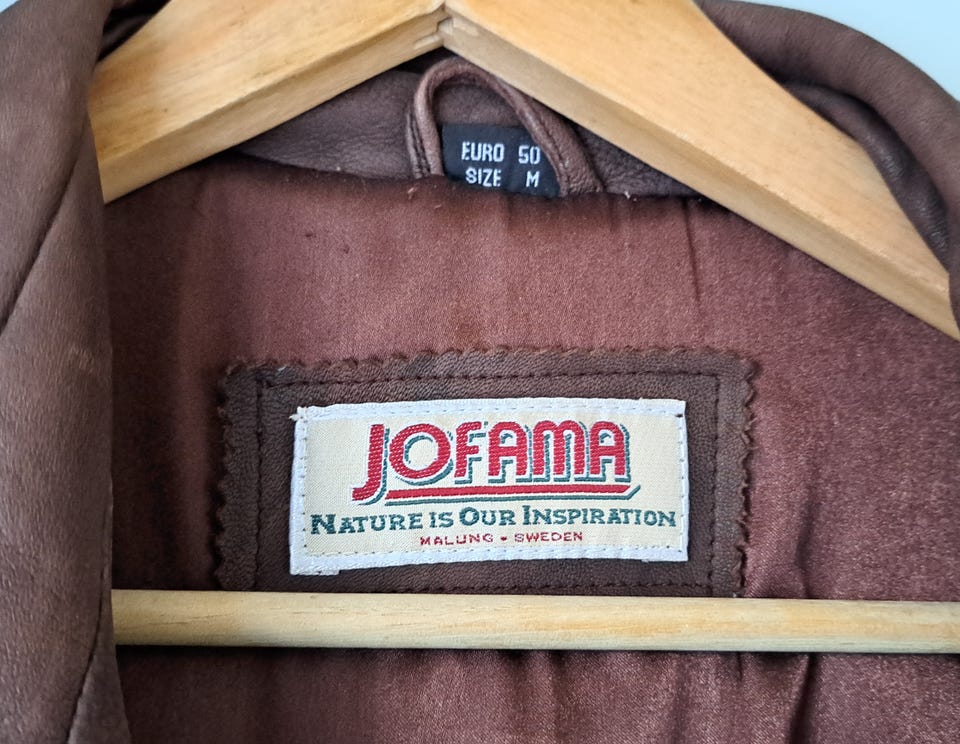 EURO 50
SIZE M
JOFAMA
NATURE IS OUR INSPIRATION
MALUNG • SWEDEN